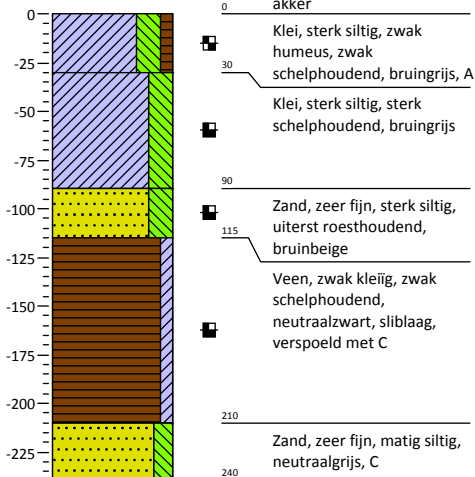 akker
0
0
Klei, sterk siltig, zwak
humeus, zwak
schelphoudend, bruingrijs, A
-25
30
-50
Klei, sterk siltig, sterk
schelphoudend, bruingrijs
-75
90
-100
Zand, zeer fijn, sterk siltig,
uiterst roesthoudend,
bruinbeige
115
-125
Veen, zwak kleiïg, zwak
schelphoudend,
neutraalzwart, sliblaag,
verspoeld met C
-150
-175
-200
210
-225
Zand, zeer fijn, matig siltig,
neutraalgrijs, C
240